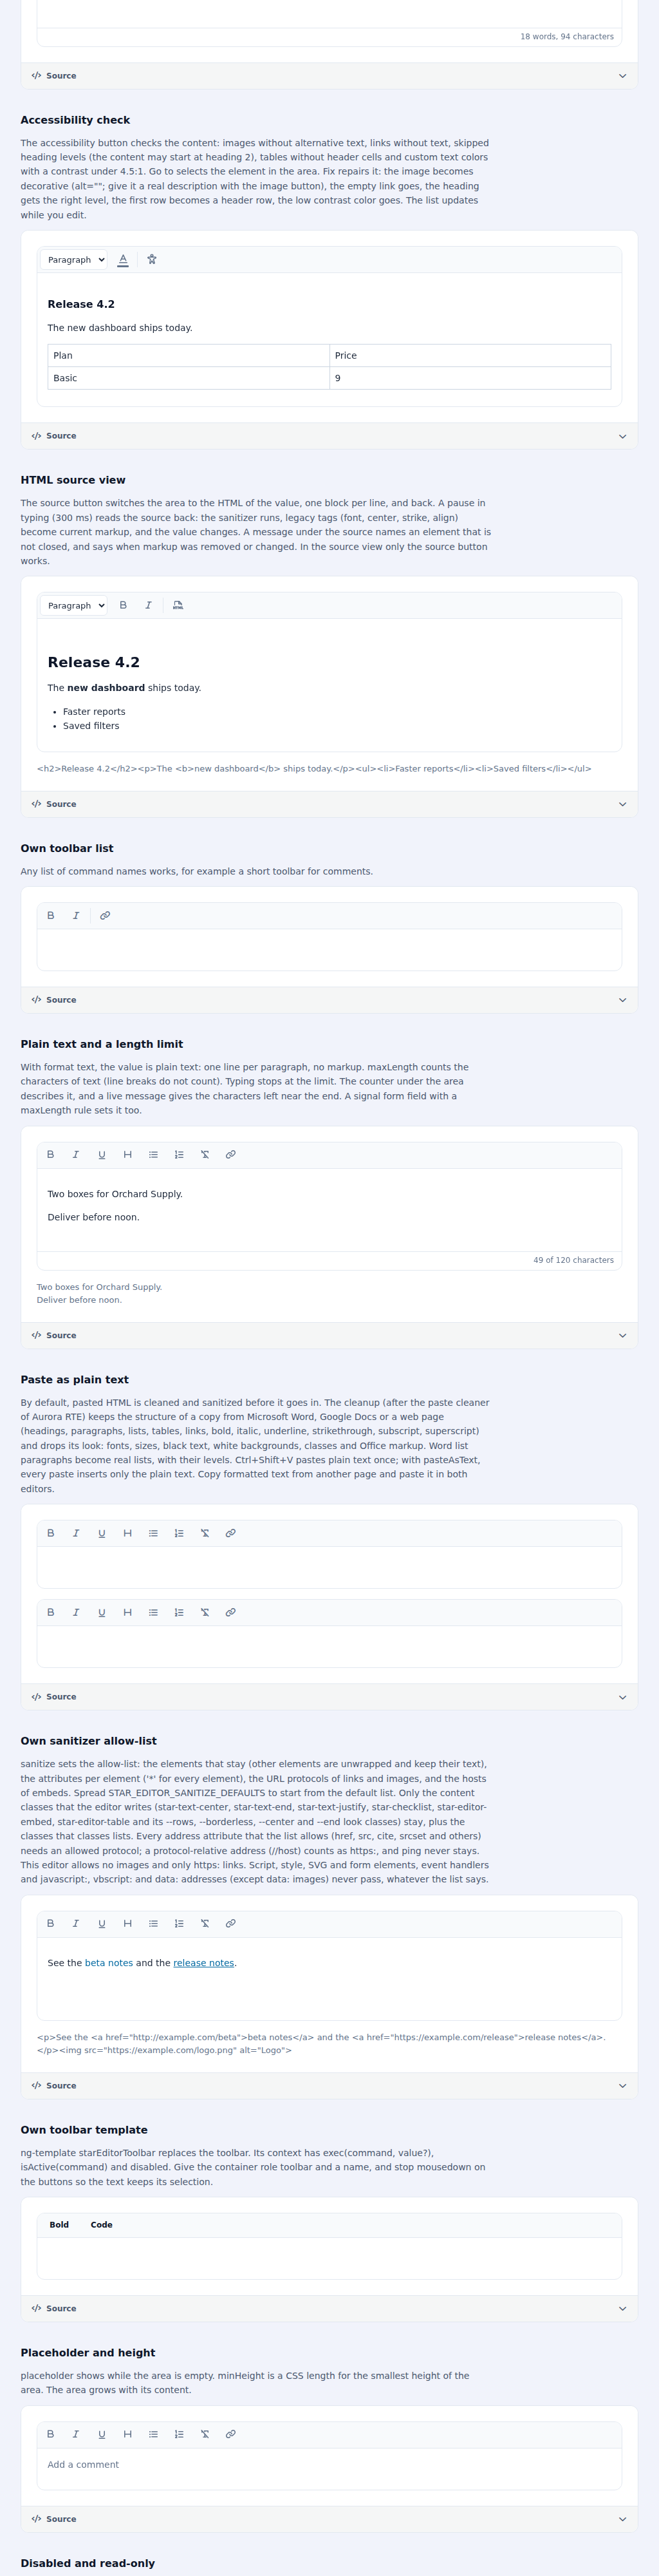 18 words, 94 characters
</> Source
Accessibility check
The accessibility button checks the content: images without alternative text, links without text, skipped
heading levels (the content may start at heading 2), tables without header cells and custom text colors
with a contrast under 4.5:1. Go to selects the element in the area. Fix repairs it: the image becomes
decorative (alt=""; give it a real description with the image button), the empty link goes, the heading
gets the right level, the first row becomes a header row, the low contrast color goes. The list updates
while you edit.
Paragraph A
Release 4.2
The new dashboard ships today.
Plan Price
Basic 9
</> Source
HTML source view
The source button switches the area to the HTML of the value, one block per line, and back. A pause in
typing (300 ms) reads the source back: the sanitizer runs, legacy tags (font, center, strike, align)
become current markup, and the value changes. A message under the source names an element that is
not closed, and says when markup was removed or changed. In the source view only the source button
works.
Paragraph B I
Release 4.2
The new dashboard ships today.
• Faster reports
• Saved filters
<h2>Release 4.2</h2><p>The <b>new dashboard</b> ships today.</p><ul><li>Faster reports</li><li>Saved filters</li></ul>
</> Source
Own toolbar list
Any list of command names works, for example a short toolbar for comments.
B I
</> Source
Plain text and a length limit
With format text, the value is plain text: one line per paragraph, no markup. maxLength counts the
characters of text (line breaks do not count). Typing stops at the limit. The counter under the area
describes it, and a live message gives the characters left near the end. A signal form field with a
maxLength rule sets it too.
B I U H
Two boxes for Orchard Supply.
Deliver before noon.
49 of 120 characters
Two boxes for Orchard Supply.
Deliver before noon.
</> Source
Paste as plain text
By default, pasted HTML is cleaned and sanitized before it goes in. The cleanup (after the paste cleaner
of Aurora RTE) keeps the structure of a copy from Microsoft Word, Google Docs or a web page
(headings, paragraphs, lists, tables, links, bold, italic, underline, strikethrough, subscript, superscript)
and drops its look: fonts, sizes, black text, white backgrounds, classes and Office markup. Word list
paragraphs become real lists, with their levels. Ctrl+Shift+V pastes plain text once; with pasteAsText,
every paste inserts only the plain text. Copy formatted text from another page and paste it in both
editors.
B I U H
B I U H
</> Source
Own sanitizer allow-list
sanitize sets the allow-list: the elements that stay (other elements are unwrapped and keep their text),
the attributes per element ('*' for every element), the URL protocols of links and images, and the hosts
of embeds. Spread STAR_EDITOR_SANITIZE_DEFAULTS to start from the default list. Only the content
classes that the editor writes (star-text-center, star-text-end, star-text-justify, star-checklist, star-editor-
embed, star-editor-table and its --rows, --borderless, --center and --end look classes) stay, plus the
classes that classes lists. Every address attribute that the list allows (href, src, cite, srcset and others)
needs an allowed protocol; a protocol-relative address (//host) counts as https:, and ping never stays.
This editor allows no images and only https: links. Script, style, SVG and form elements, event handlers
and javascript:, vbscript: and data: addresses (except data: images) never pass, whatever the list says.
B I U H
See the beta notes and the release notes.
<p>See the <a href="http://example.com/beta">beta notes</a> and the <a href="https://example.com/release">release notes</a>.
</p><img src="https://example.com/logo.png" alt="Logo">
</> Source
Own toolbar template
ng-template starEditorToolbar replaces the toolbar. Its context has exec(command, value?),
isActive(command) and disabled. Give the container role toolbar and a name, and stop mousedown on
the buttons so the text keeps its selection.
Bold Code
</> Source
Placeholder and height
placeholder shows while the area is empty. minHeight is a CSS length for the smallest height of the
area. The area grows with its content.
B I U H
Add a comment
</> Source
Disabled and read-only